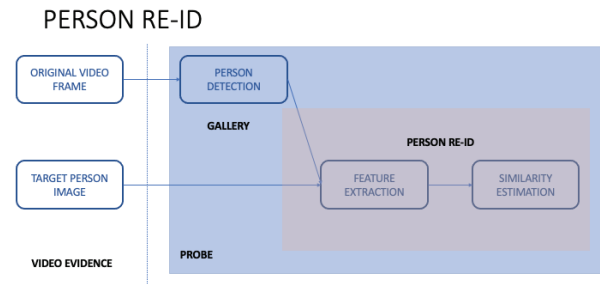 PERSON RE-ID
ORIGINAL VIDEO
FRAME
PERSON
DETECTION
GALLERY
PERSON RE-ID
TARGET PERSON
IMAGE
FEATURE
EXTRACTION
SIMILARITY
ESTIMATION
PROBE
VIDEO EVIDENCE